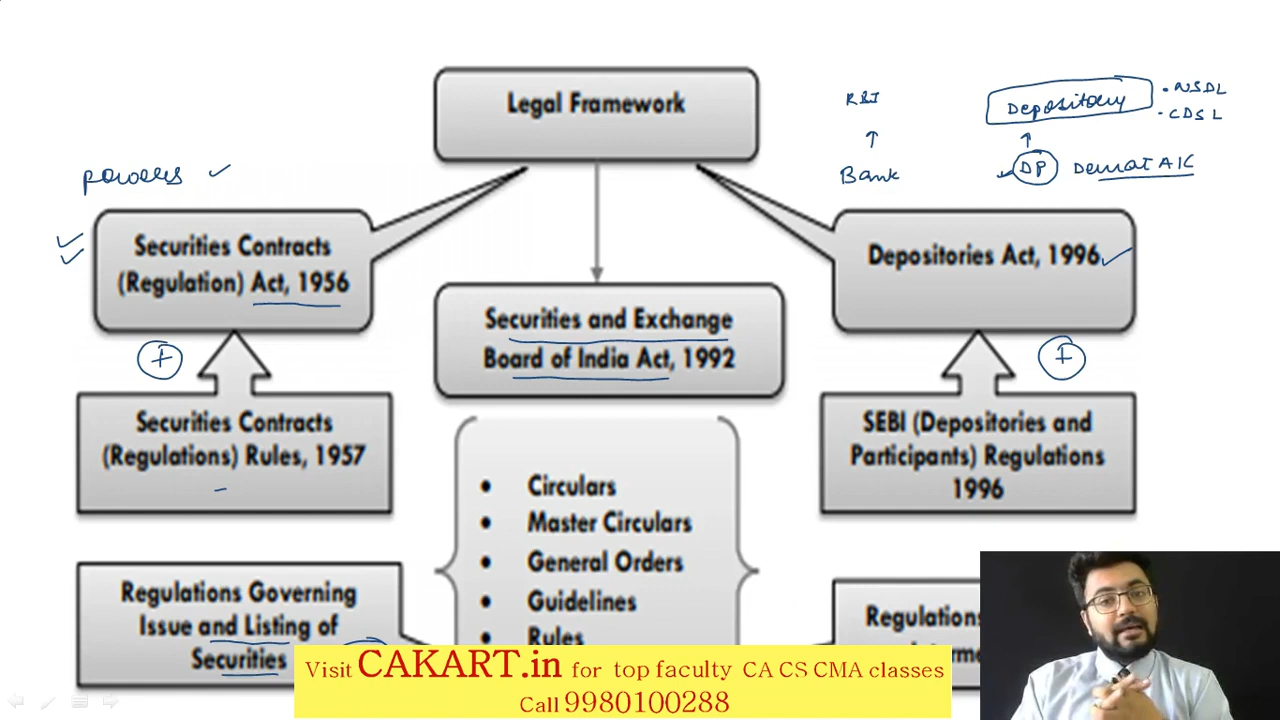 Legal Framework
RBI
Bank
Depository
• NSDL
• CDSL
DP
Demat A/C
powers
Securities Contracts
(Regulation) Act, 1956
Securities and Exchange
Board of India Act, 1992
Depositories Act, 1996
+
+
Securities Contracts
(Regulations) Rules, 1957
SEBI (Depositories and
Participants) Regulations
1996
• Circulars
• Master Circulars
• General Orders
• Guidelines
• Rules
Regulations Governing
Issue and Listing of
Securities
Regulations
Visit CAKART.in for top faculty CA CS CMA classes
Call 9980100288